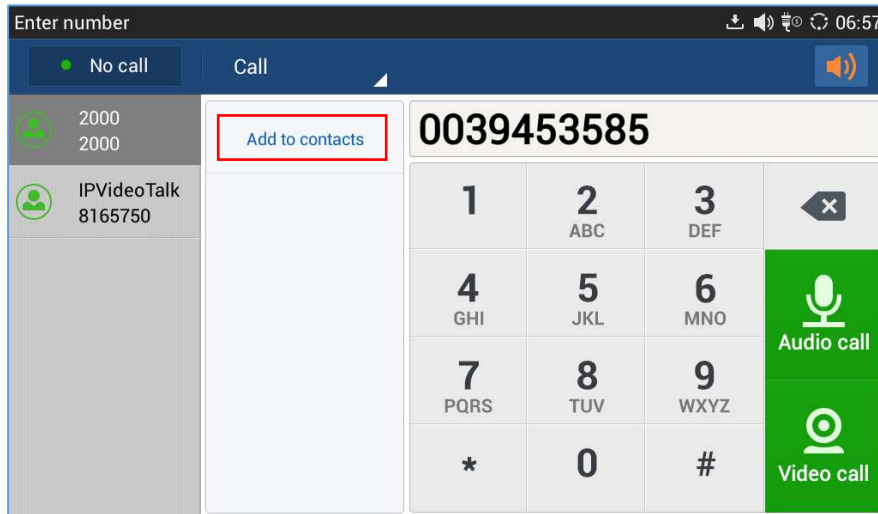 Enter number
06:57
No call
Call
2000
2000
IPVideoTalk
8165750
Add to contacts
0039453585
1
2
ABC
3
DEF
4
GHI
5
JKL
6
MNO
Audio call
7
PQRS
8
TUV
9
WXYZ
*
0
#
Video call